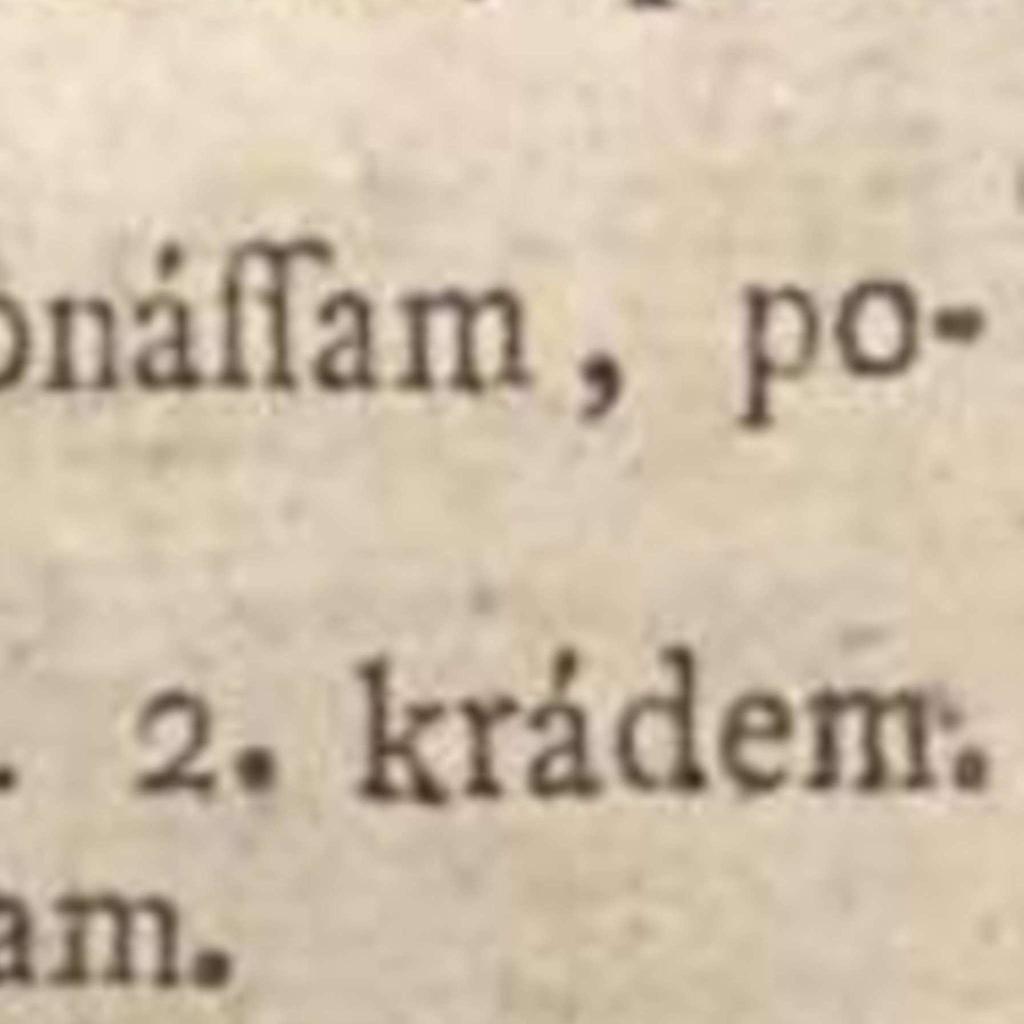 onáſſam, po-
. 2. krádem.
am.